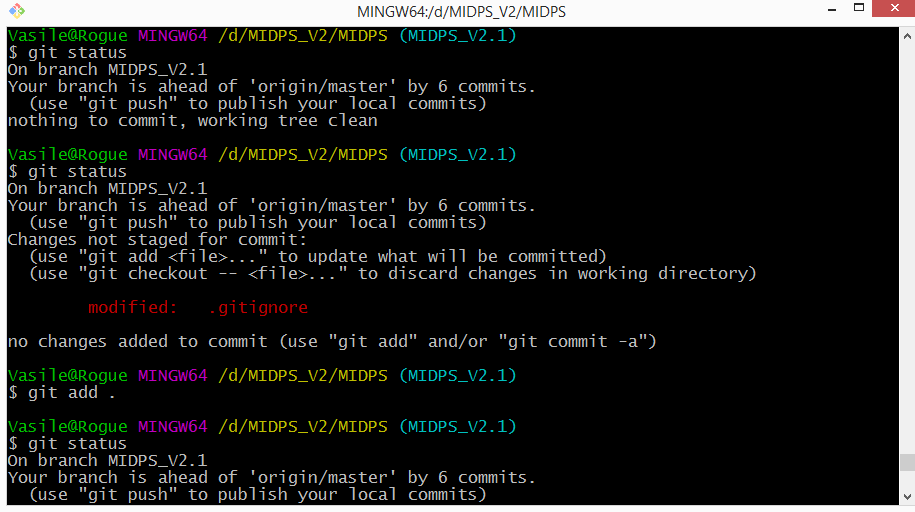 MINGW64:/d/MIDPS_V2/MIDPS
Vasile@Rogue MINGW64 /d/MIDPS_V2/MIDPS (MIDPS_V2.1)
$ git status
On branch MIDPS_V2.1
Your branch is ahead of 'origin/master' by 6 commits.
  (use "git push" to publish your local commits)
nothing to commit, working tree clean

Vasile@Rogue MINGW64 /d/MIDPS_V2/MIDPS (MIDPS_V2.1)
$ git status
On branch MIDPS_V2.1
Your branch is ahead of 'origin/master' by 6 commits.
  (use "git push" to publish your local commits)
Changes not staged for commit:
  (use "git add <file>..." to update what will be committed)
  (use "git checkout -- <file>..." to discard changes in working directory)

        modified:   .gitignore

no changes added to commit (use "git add" and/or "git commit -a")

Vasile@Rogue MINGW64 /d/MIDPS_V2/MIDPS (MIDPS_V2.1)
$ git add .

Vasile@Rogue MINGW64 /d/MIDPS_V2/MIDPS (MIDPS_V2.1)
$ git status
On branch MIDPS_V2.1
Your branch is ahead of 'origin/master' by 6 commits.
  (use "git push" to publish your local commits)